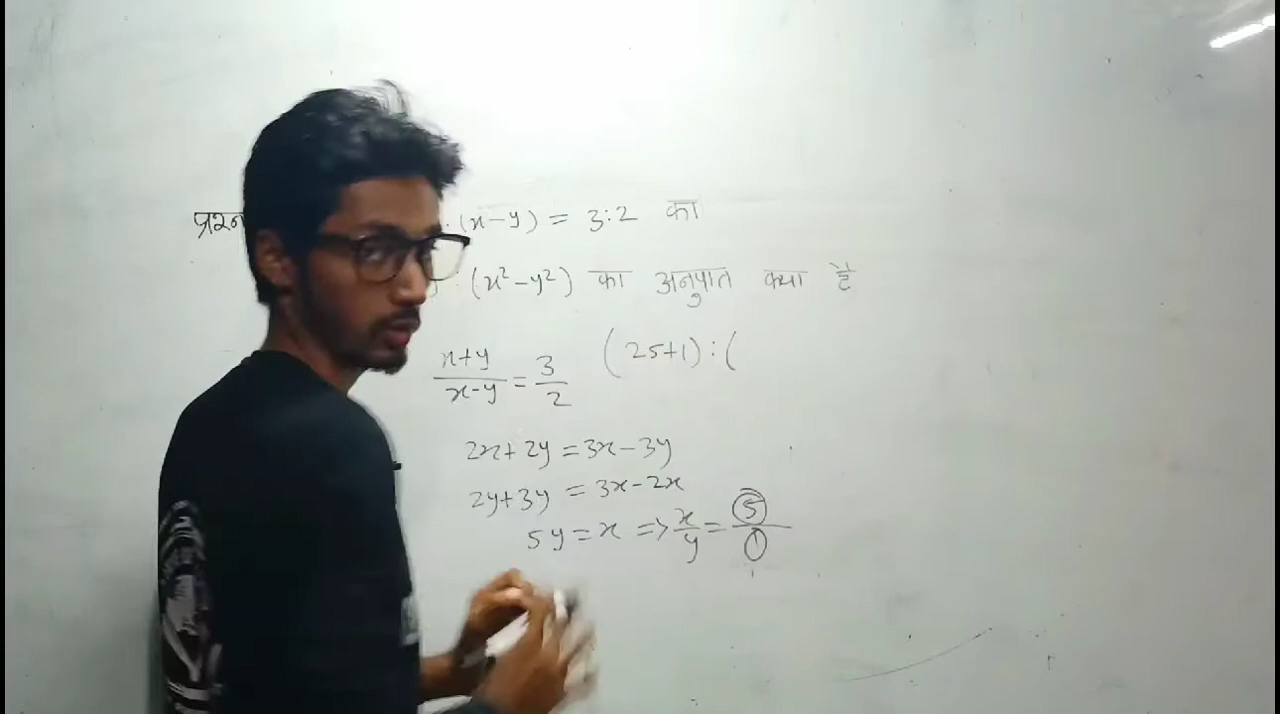 प्रश्न : (x-y) = 3:2 का
: (x²-y²) का अनुपात क्या है
(x+y)/(x-y) = 3/2 (25+1) : (
2x+2y = 3x-3y
2y+3y = 3x-2x
5y = x => x/y = 5/1